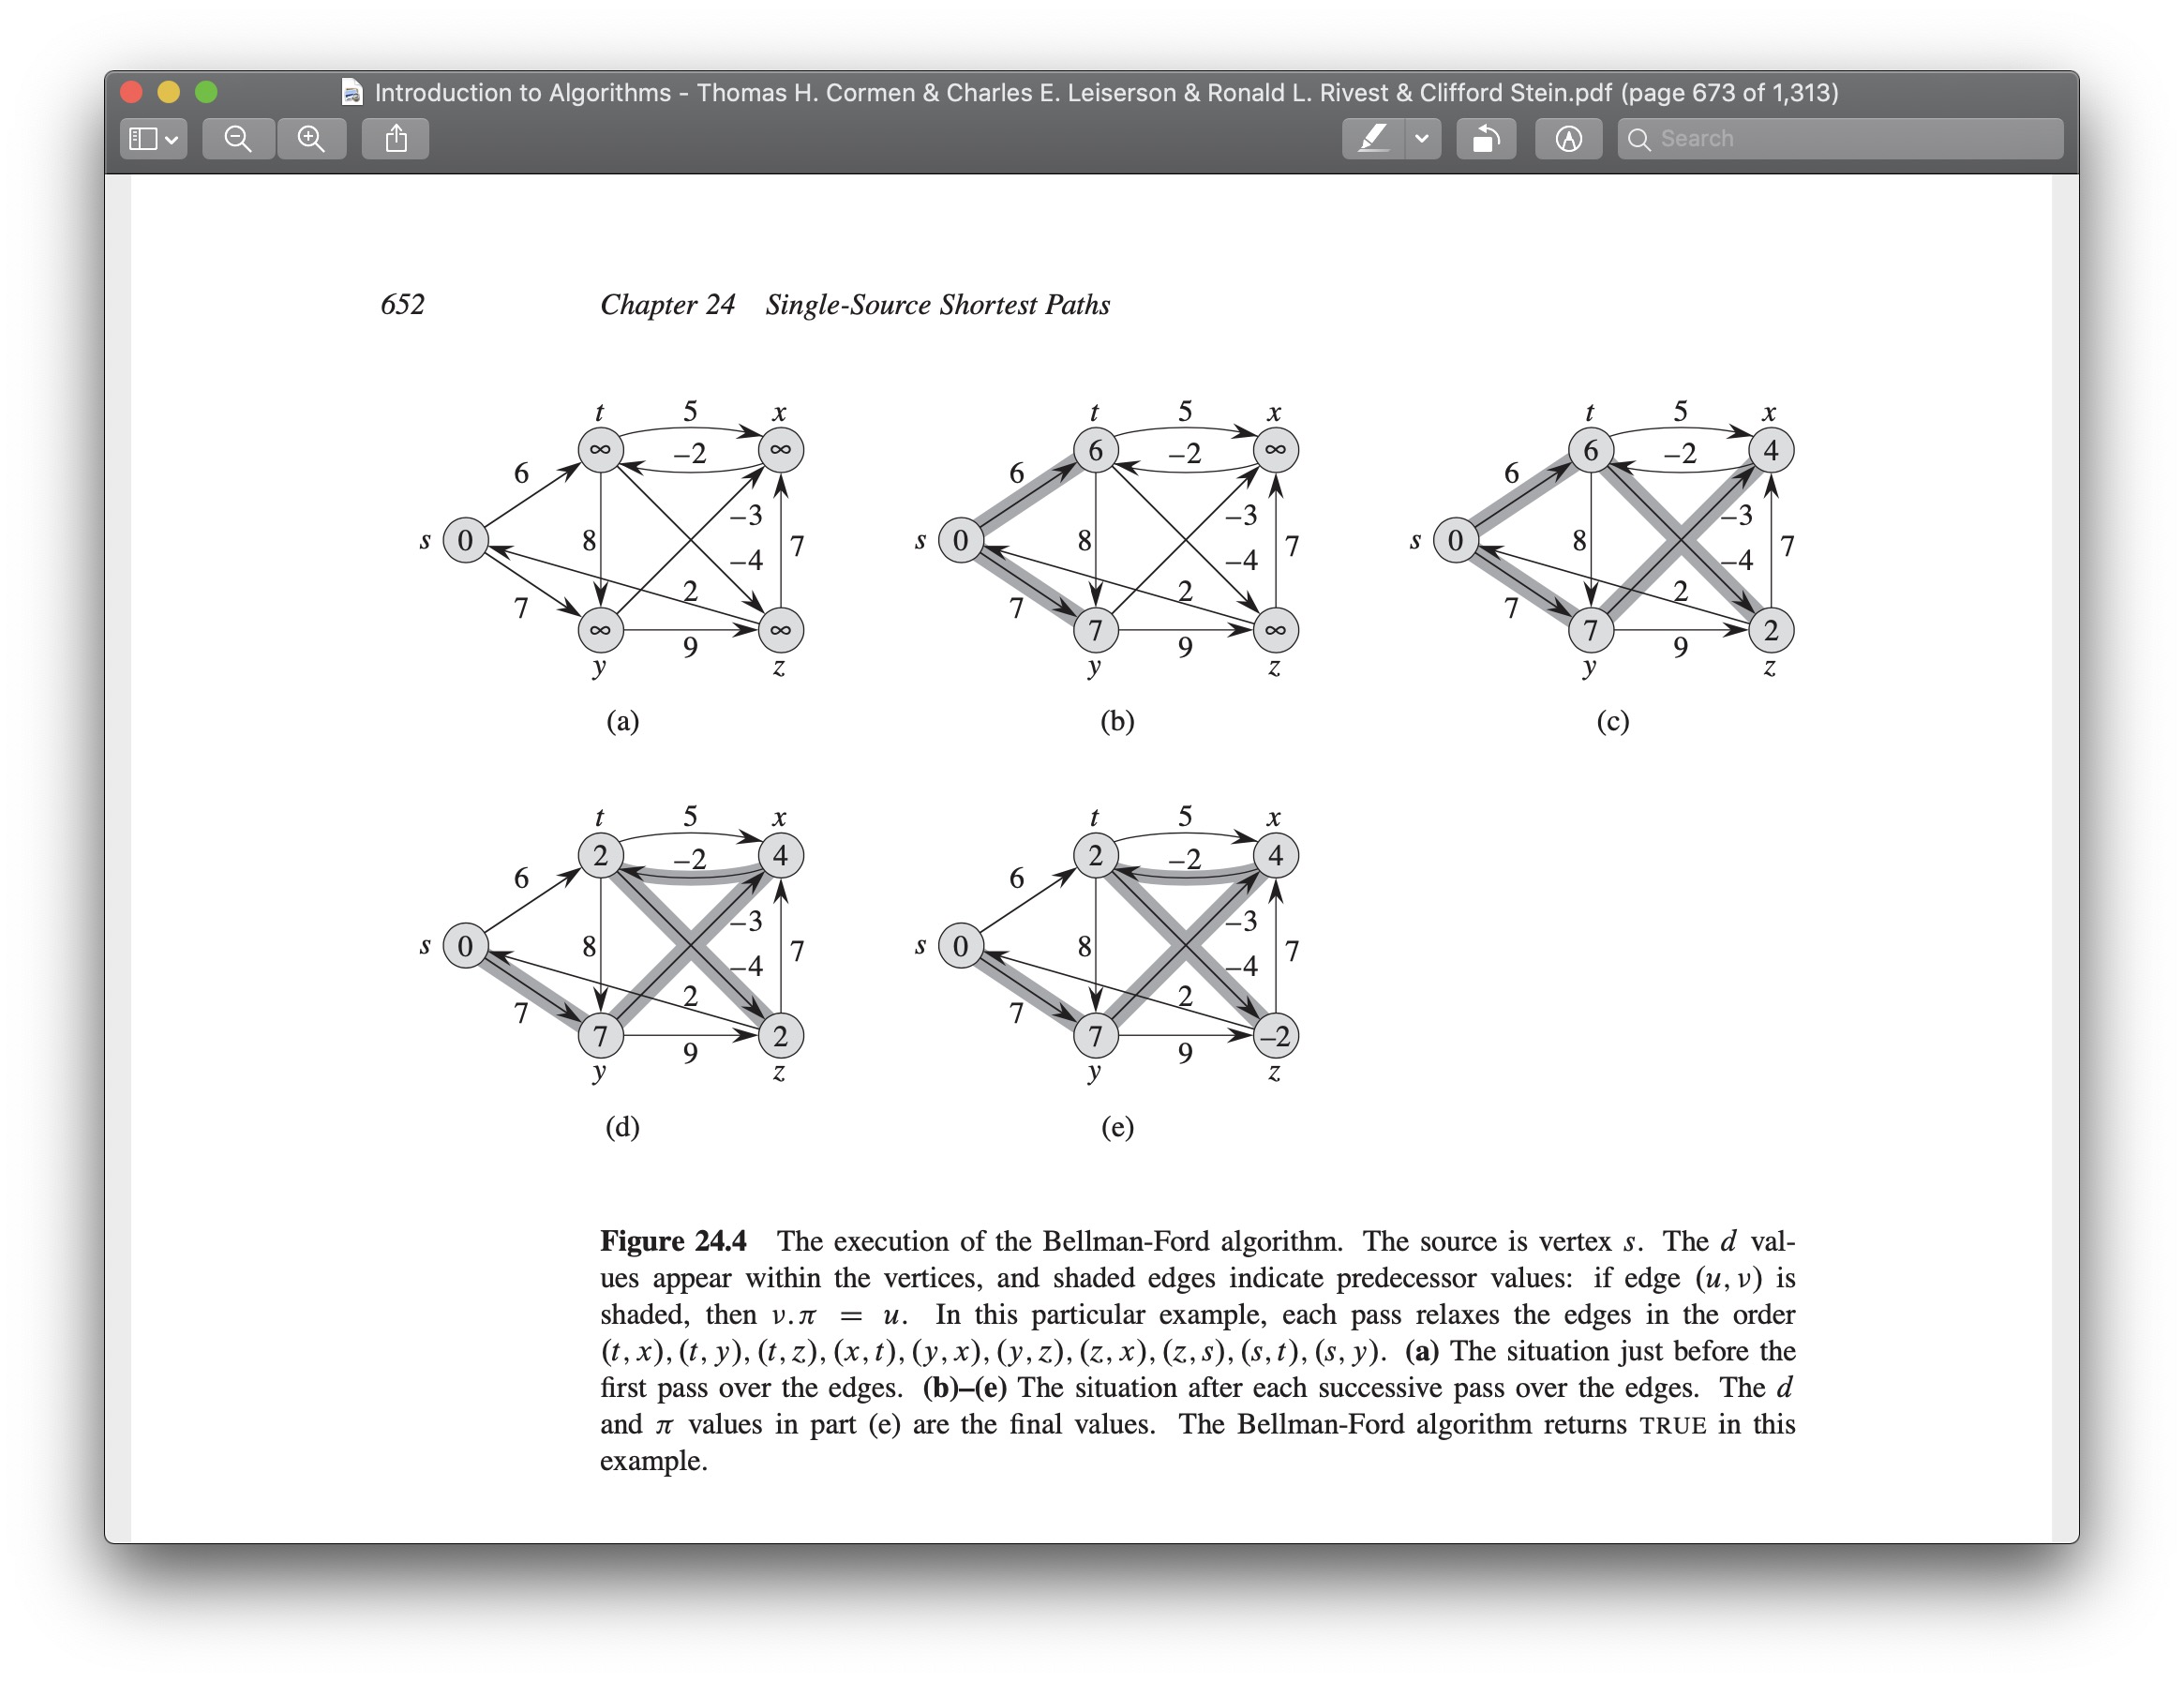 Introduction to Algorithms - Thomas H. Cormen & Charles E. Leiserson & Ronald L. Rivest & Clifford Stein.pdf (page 673 of 1,313)
Search
652 Chapter 24 Single-Source Shortest Paths
t 5 x
∞ –2 ∞
6
–3
s 0 8 7
–4
2
7
∞ 9 ∞
y z
(a)
t 5 x
6 –2 ∞
6
–3
s 0 8 7
–4
2
7
7 9 ∞
y z
(b)
t 5 x
6 –2 4
6
–3
s 0 8 7
–4
2
7
7 9 2
y z
(c)
t 5 x
2 –2 4
6
–3
s 0 8 7
–4
2
7
7 9 2
y z
(d)
t 5 x
2 –2 4
6
–3
s 0 8 7
–4
2
7
7 9 –2
y z
(e)
Figure 24.4 The execution of the Bellman-Ford algorithm. The source is vertex s. The d val-
ues appear within the vertices, and shaded edges indicate predecessor values: if edge (u, v) is
shaded, then v.π = u. In this particular example, each pass relaxes the edges in the order
(t, x), (t, y), (t, z), (x, t), (y, x), (y, z), (z, x), (z, s), (s, t), (s, y). (a) The situation just before the
first pass over the edges. (b)–(e) The situation after each successive pass over the edges. The d
and π values in part (e) are the final values. The Bellman-Ford algorithm returns TRUE in this
example.